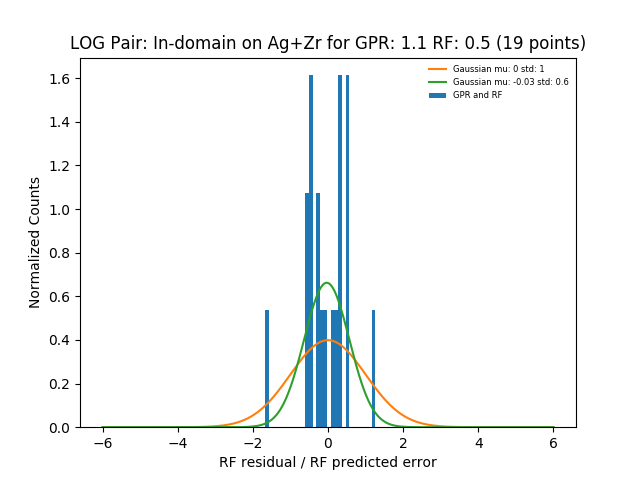 LOG Pair: In-domain on Ag+Zr for GPR: 1.1 RF: 0.5 (19 points)
Gaussian mu: 0 std: 1
Gaussian mu: -0.03 std: 0.6
GPR and RF
Normalized Counts
1.6
1.4
1.2
1.0
0.8
0.6
0.4
0.2
0.0
−6
−4
−2
0
2
4
6
RF residual / RF predicted error